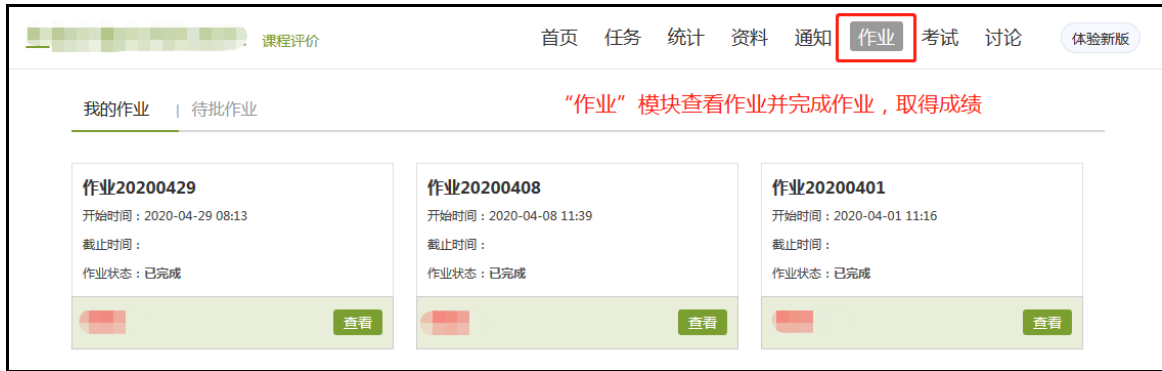 课程评价 首页 任务 统计 资料 通知 作业 考试 讨论 体验新版
我的作业 | 待批作业
“作业”模块查看作业并完成作业，取得成绩
作业20200429
开始时间：2020-04-29 08:13
截止时间：
作业状态：已完成
查看
作业20200408
开始时间：2020-04-08 11:39
截止时间：
作业状态：已完成
查看
作业20200401
开始时间：2020-04-01 11:16
截止时间：
作业状态：已完成
查看